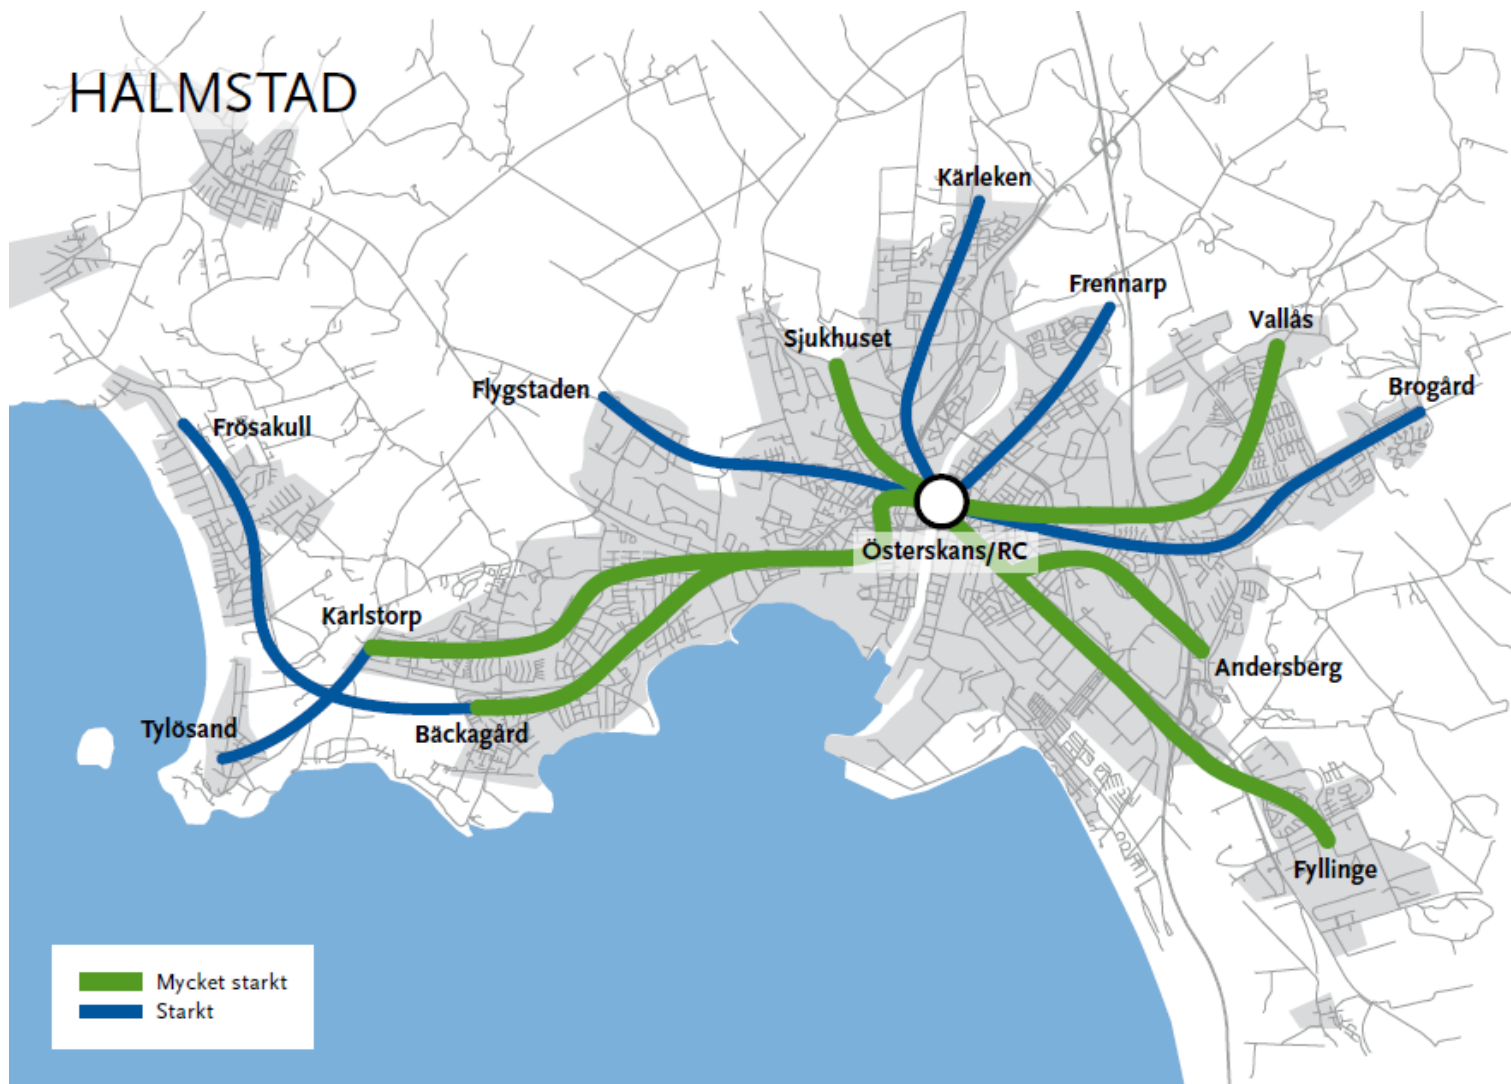 HALMSTAD
Kärleken
Frennarp
Vallås
Sjukhuset
Brogård
Flygstaden
Frösakull
Österskans/RC
Karlstorp
Andersberg
Tylösand
Bäckagård
Fyllinge
Mycket starkt
Starkt